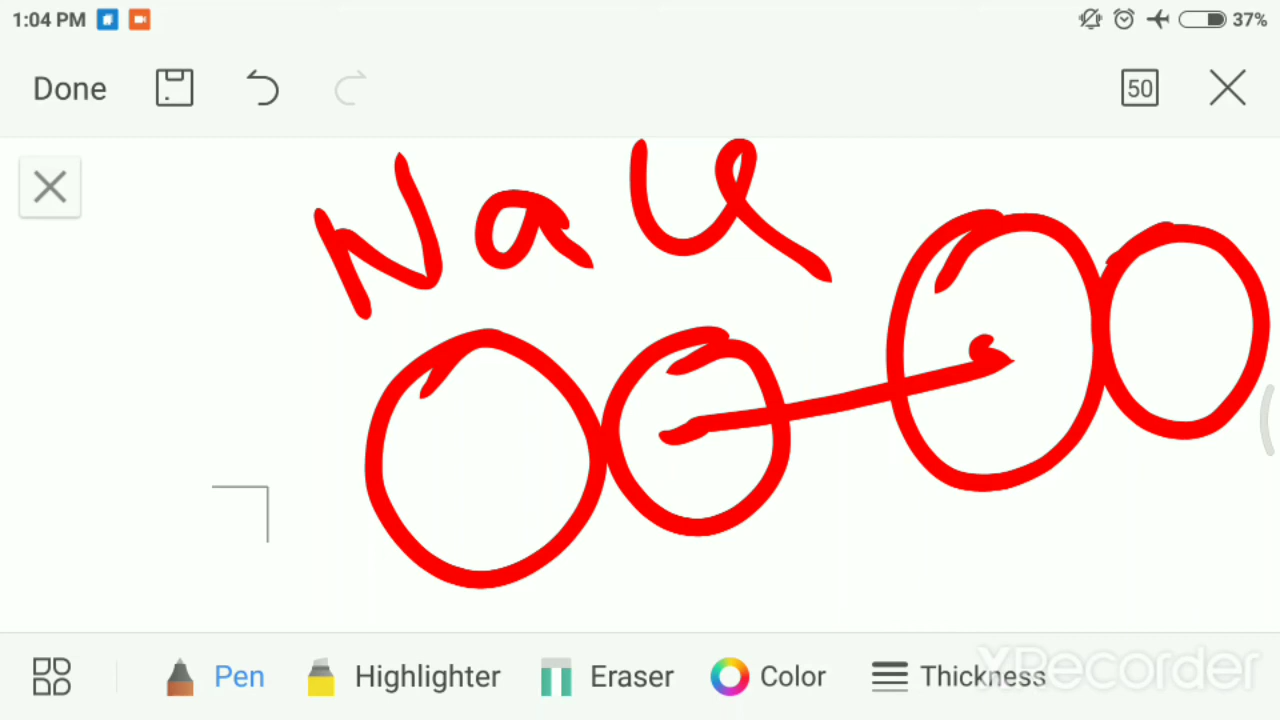 1:04 PM 37%
Done 50
NaCl
Pen Highlighter Eraser Color Thickness
XRecorder